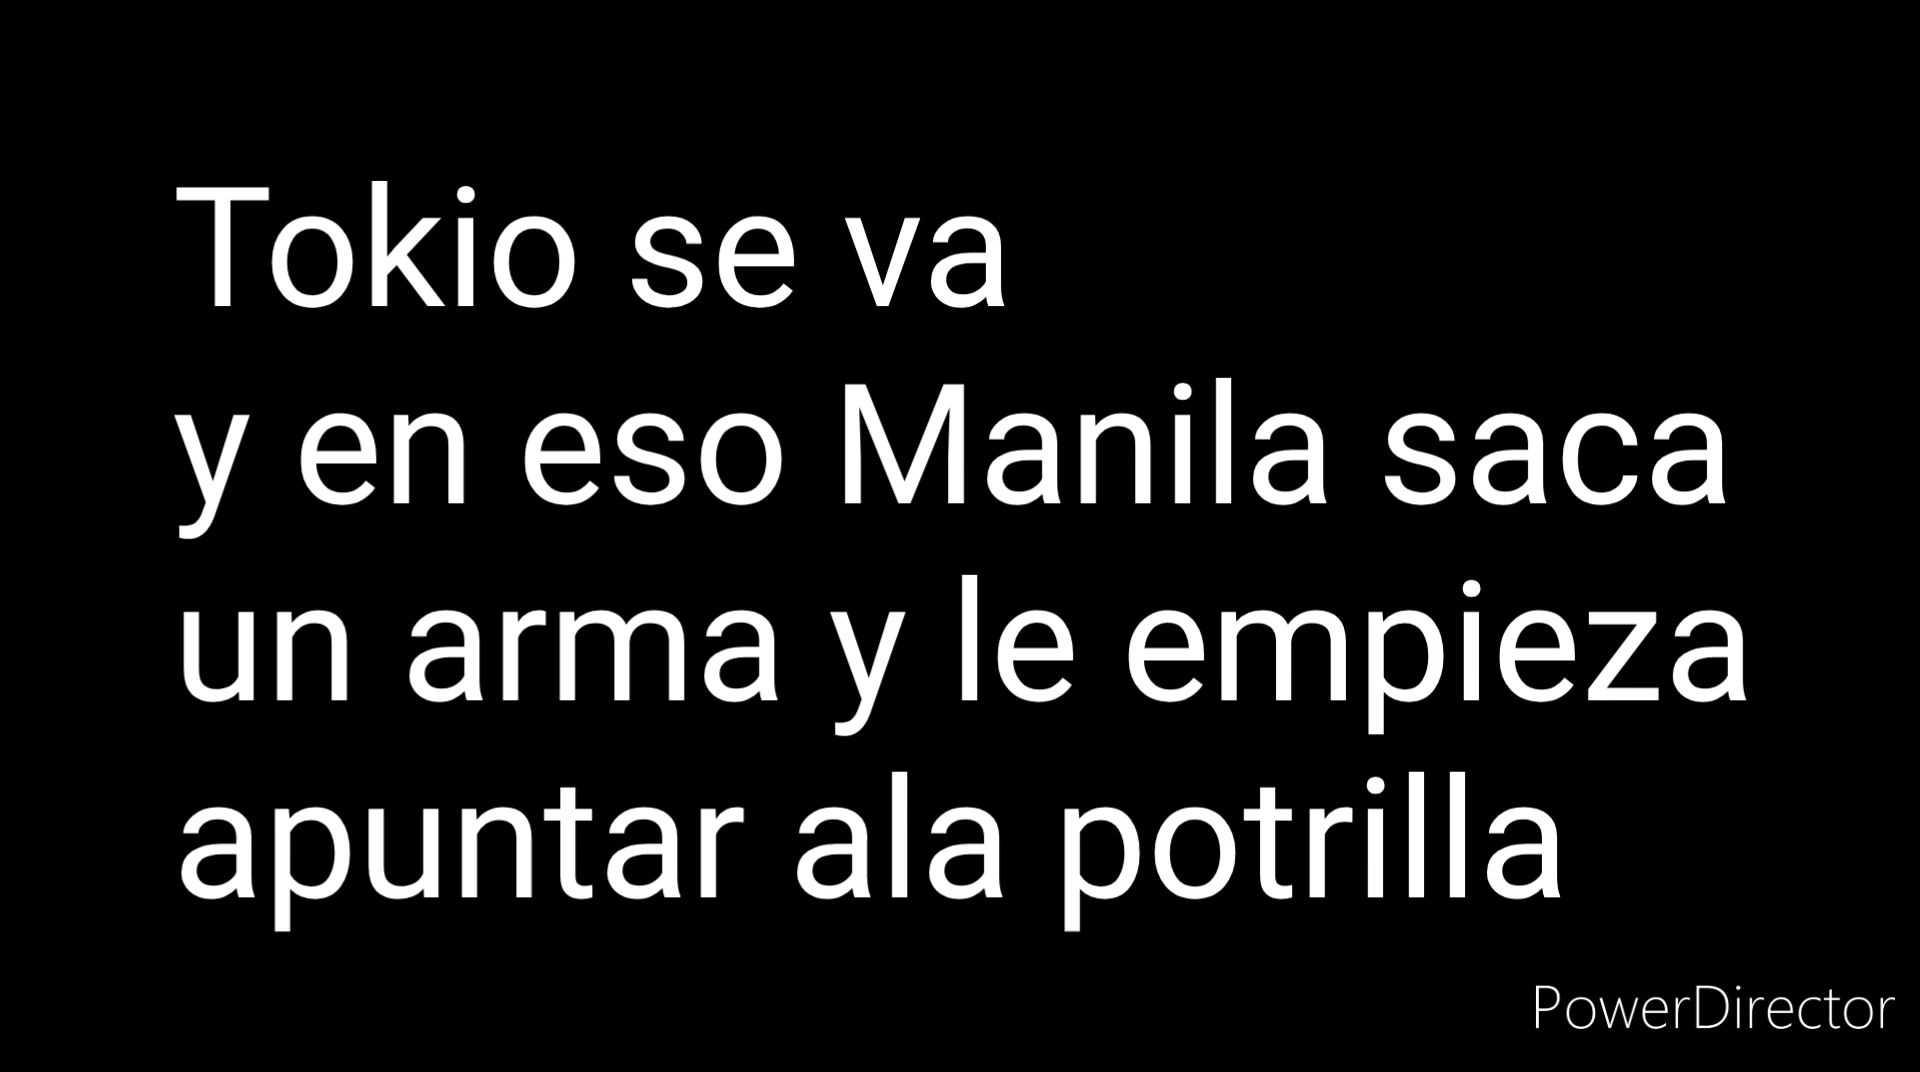 Tokio se va
y en eso Manila saca
un arma y le empieza
apuntar ala potrilla
PowerDirector